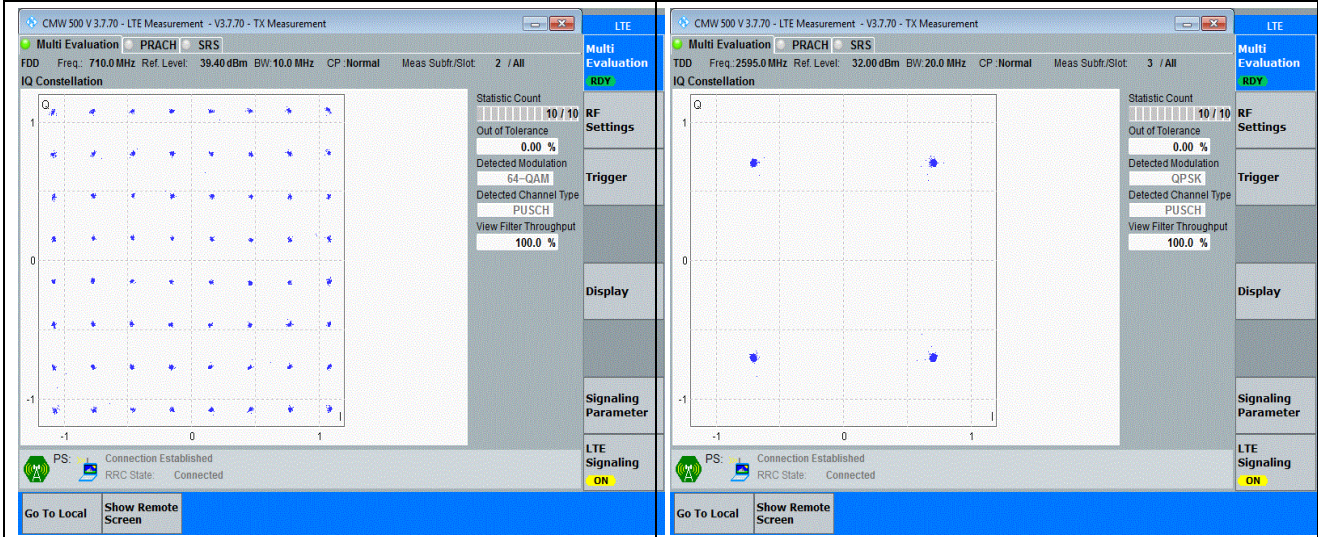 CMW 500 V 3.7.70 - LTE Measurement - V3.7.70 - TX Measurement
LTE
Multi Evaluation PRACH SRS
Multi Evaluation
RDY
FDD Freq.: 710.0 MHz Ref. Level: 39.40 dBm BW: 10.0 MHz CP :Normal Meas Subfr./Slot: 2 / All
IQ Constellation
Q
1
0
-1
-1 0 1
I
Statistic Count
10 / 10
Out of Tolerance
0.00 %
Detected Modulation
64-QAM
Detected Channel Type
PUSCH
View Filter Throughput
100.0 %
RF Settings
Trigger
Display
Signaling Parameter
LTE Signaling
ON
PS: Connection Established
RRC State: Connected
Go To Local
Show Remote Screen
CMW 500 V 3.7.70 - LTE Measurement - V3.7.70 - TX Measurement
LTE
Multi Evaluation PRACH SRS
Multi Evaluation
RDY
TDD Freq.: 2595.0 MHz Ref. Level: 32.00 dBm BW: 20.0 MHz CP :Normal Meas Subfr./Slot: 3 / All
IQ Constellation
Q
1
0
-1
-1 0 1
I
Statistic Count
10 / 10
Out of Tolerance
0.00 %
Detected Modulation
QPSK
Detected Channel Type
PUSCH
View Filter Throughput
100.0 %
RF Settings
Trigger
Display
Signaling Parameter
LTE Signaling
ON
PS: Connection Established
RRC State: Connected
Go To Local
Show Remote Screen